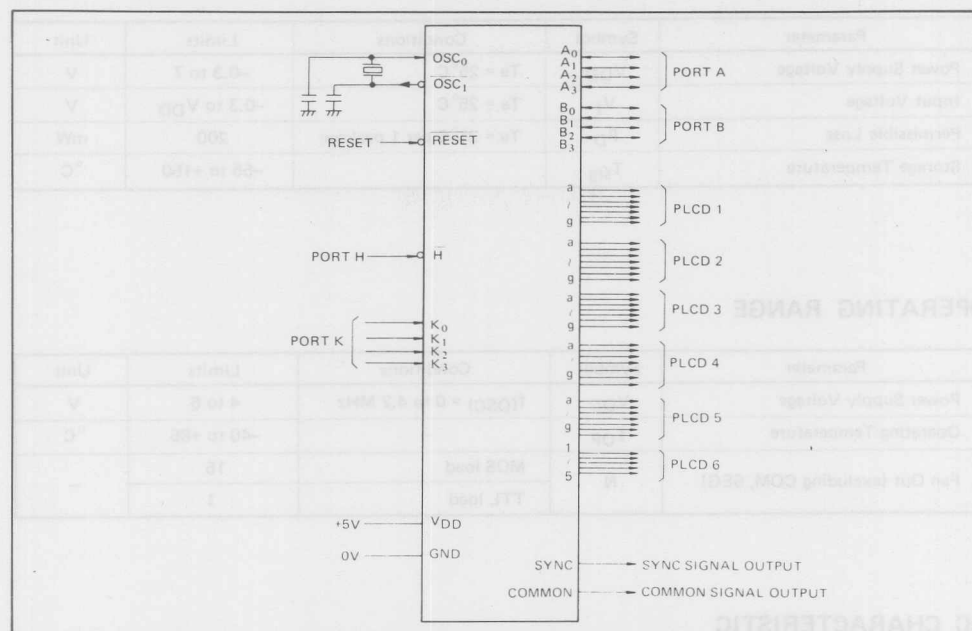 OSC₀
OSC₁
RESET
RESET
PORT H
H
PORT K
K₀
K₁
K₂
K₃
+5V
VDD
0V
GND
A₀
A₁
A₂
A₃
PORT A
B₀
B₁
B₂
B₃
PORT B
a
/
g
PLCD 1
a
/
g
PLCD 2
a
/
g
PLCD 3
a
/
g
PLCD 4
a
/
g
PLCD 5
1
/
5
PLCD 6
SYNC
SYNC SIGNAL OUTPUT
COMMON
COMMON SIGNAL OUTPUT